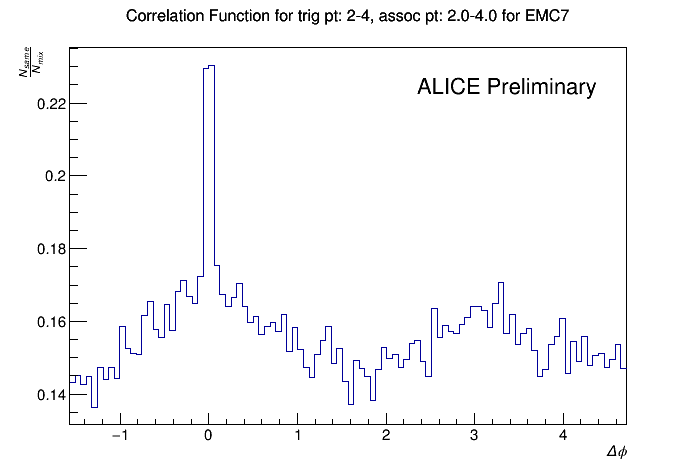 Correlation Function for trig pt: 2-4, assoc pt: 2.0-4.0 for EMC7
N_same
N_mix
ALICE Preliminary
0.22
0.2
0.18
0.16
0.14
−1 0 1 2 3 4
Δϕ